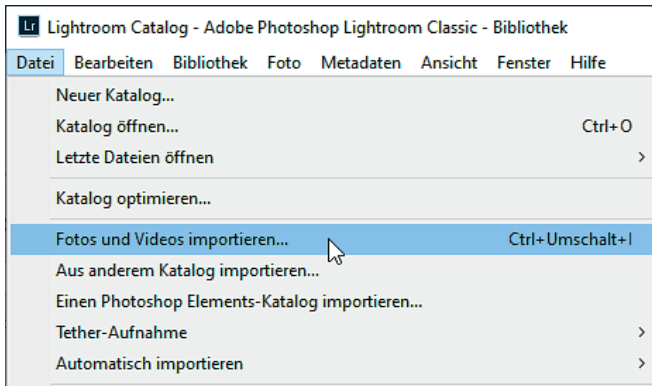 Lr Lightroom Catalog - Adobe Photoshop Lightroom Classic - Bibliothek
Datei Bearbeiten Bibliothek Foto Metadaten Ansicht Fenster Hilfe
Neuer Katalog...
Katalog öffnen... Ctrl+O
Letzte Dateien öffnen
Katalog optimieren...
Fotos und Videos importieren... Ctrl+Umschalt+I
Aus anderem Katalog importieren...
Einen Photoshop Elements-Katalog importieren...
Tether-Aufnahme
Automatisch importieren